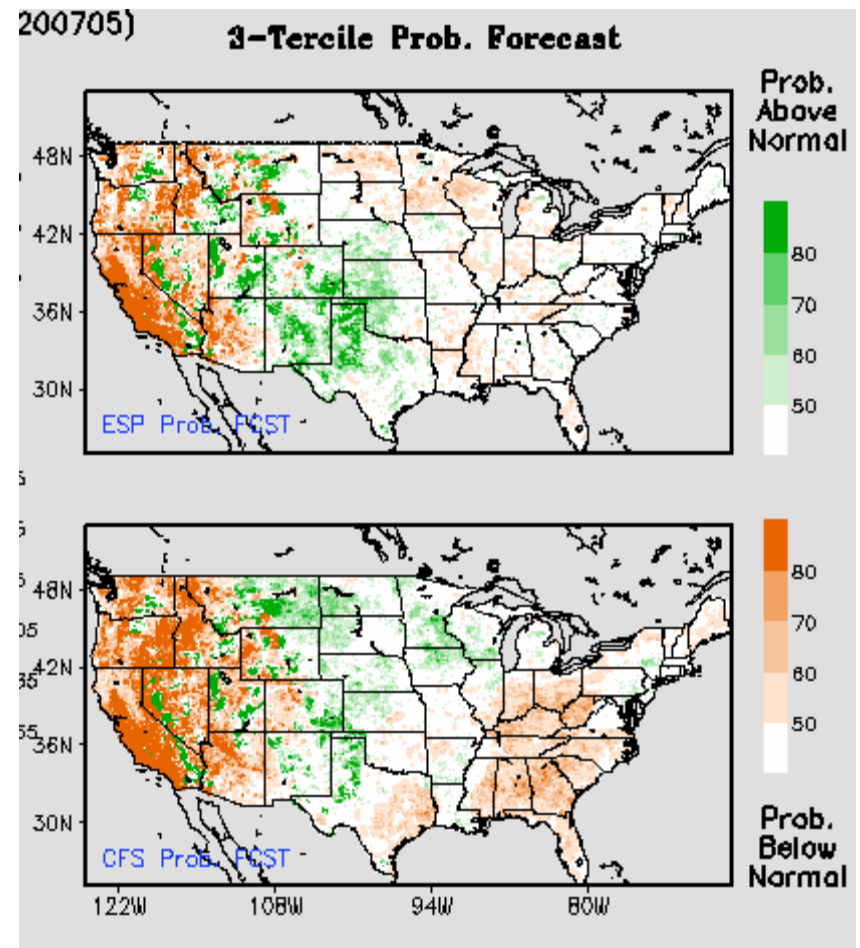 200705)
3-Tercile Prob. Forecast
Prob.
Above
Normal
48N
42N
36N
30N
ESP Prob. FCST
80
70
60
50
48N
42N
36N
30N
CFS Prob. FCST
122W
108W
94W
80W
80
70
60
50
Prob.
Below
Normal